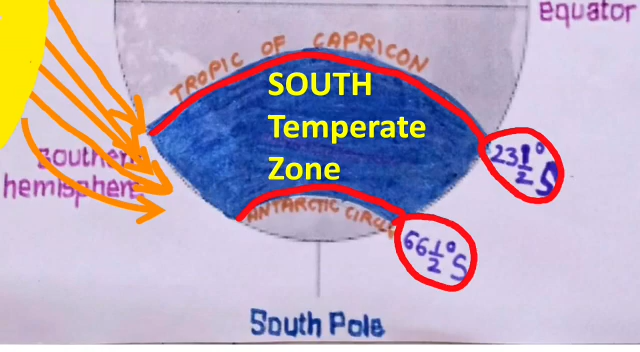 equator
TROPIC OF CAPRICON
SOUTH
Temperate
Zone
23½°S
southern
hemisphere
ANTARCTIC CIRCLE
66½°S
South Pole